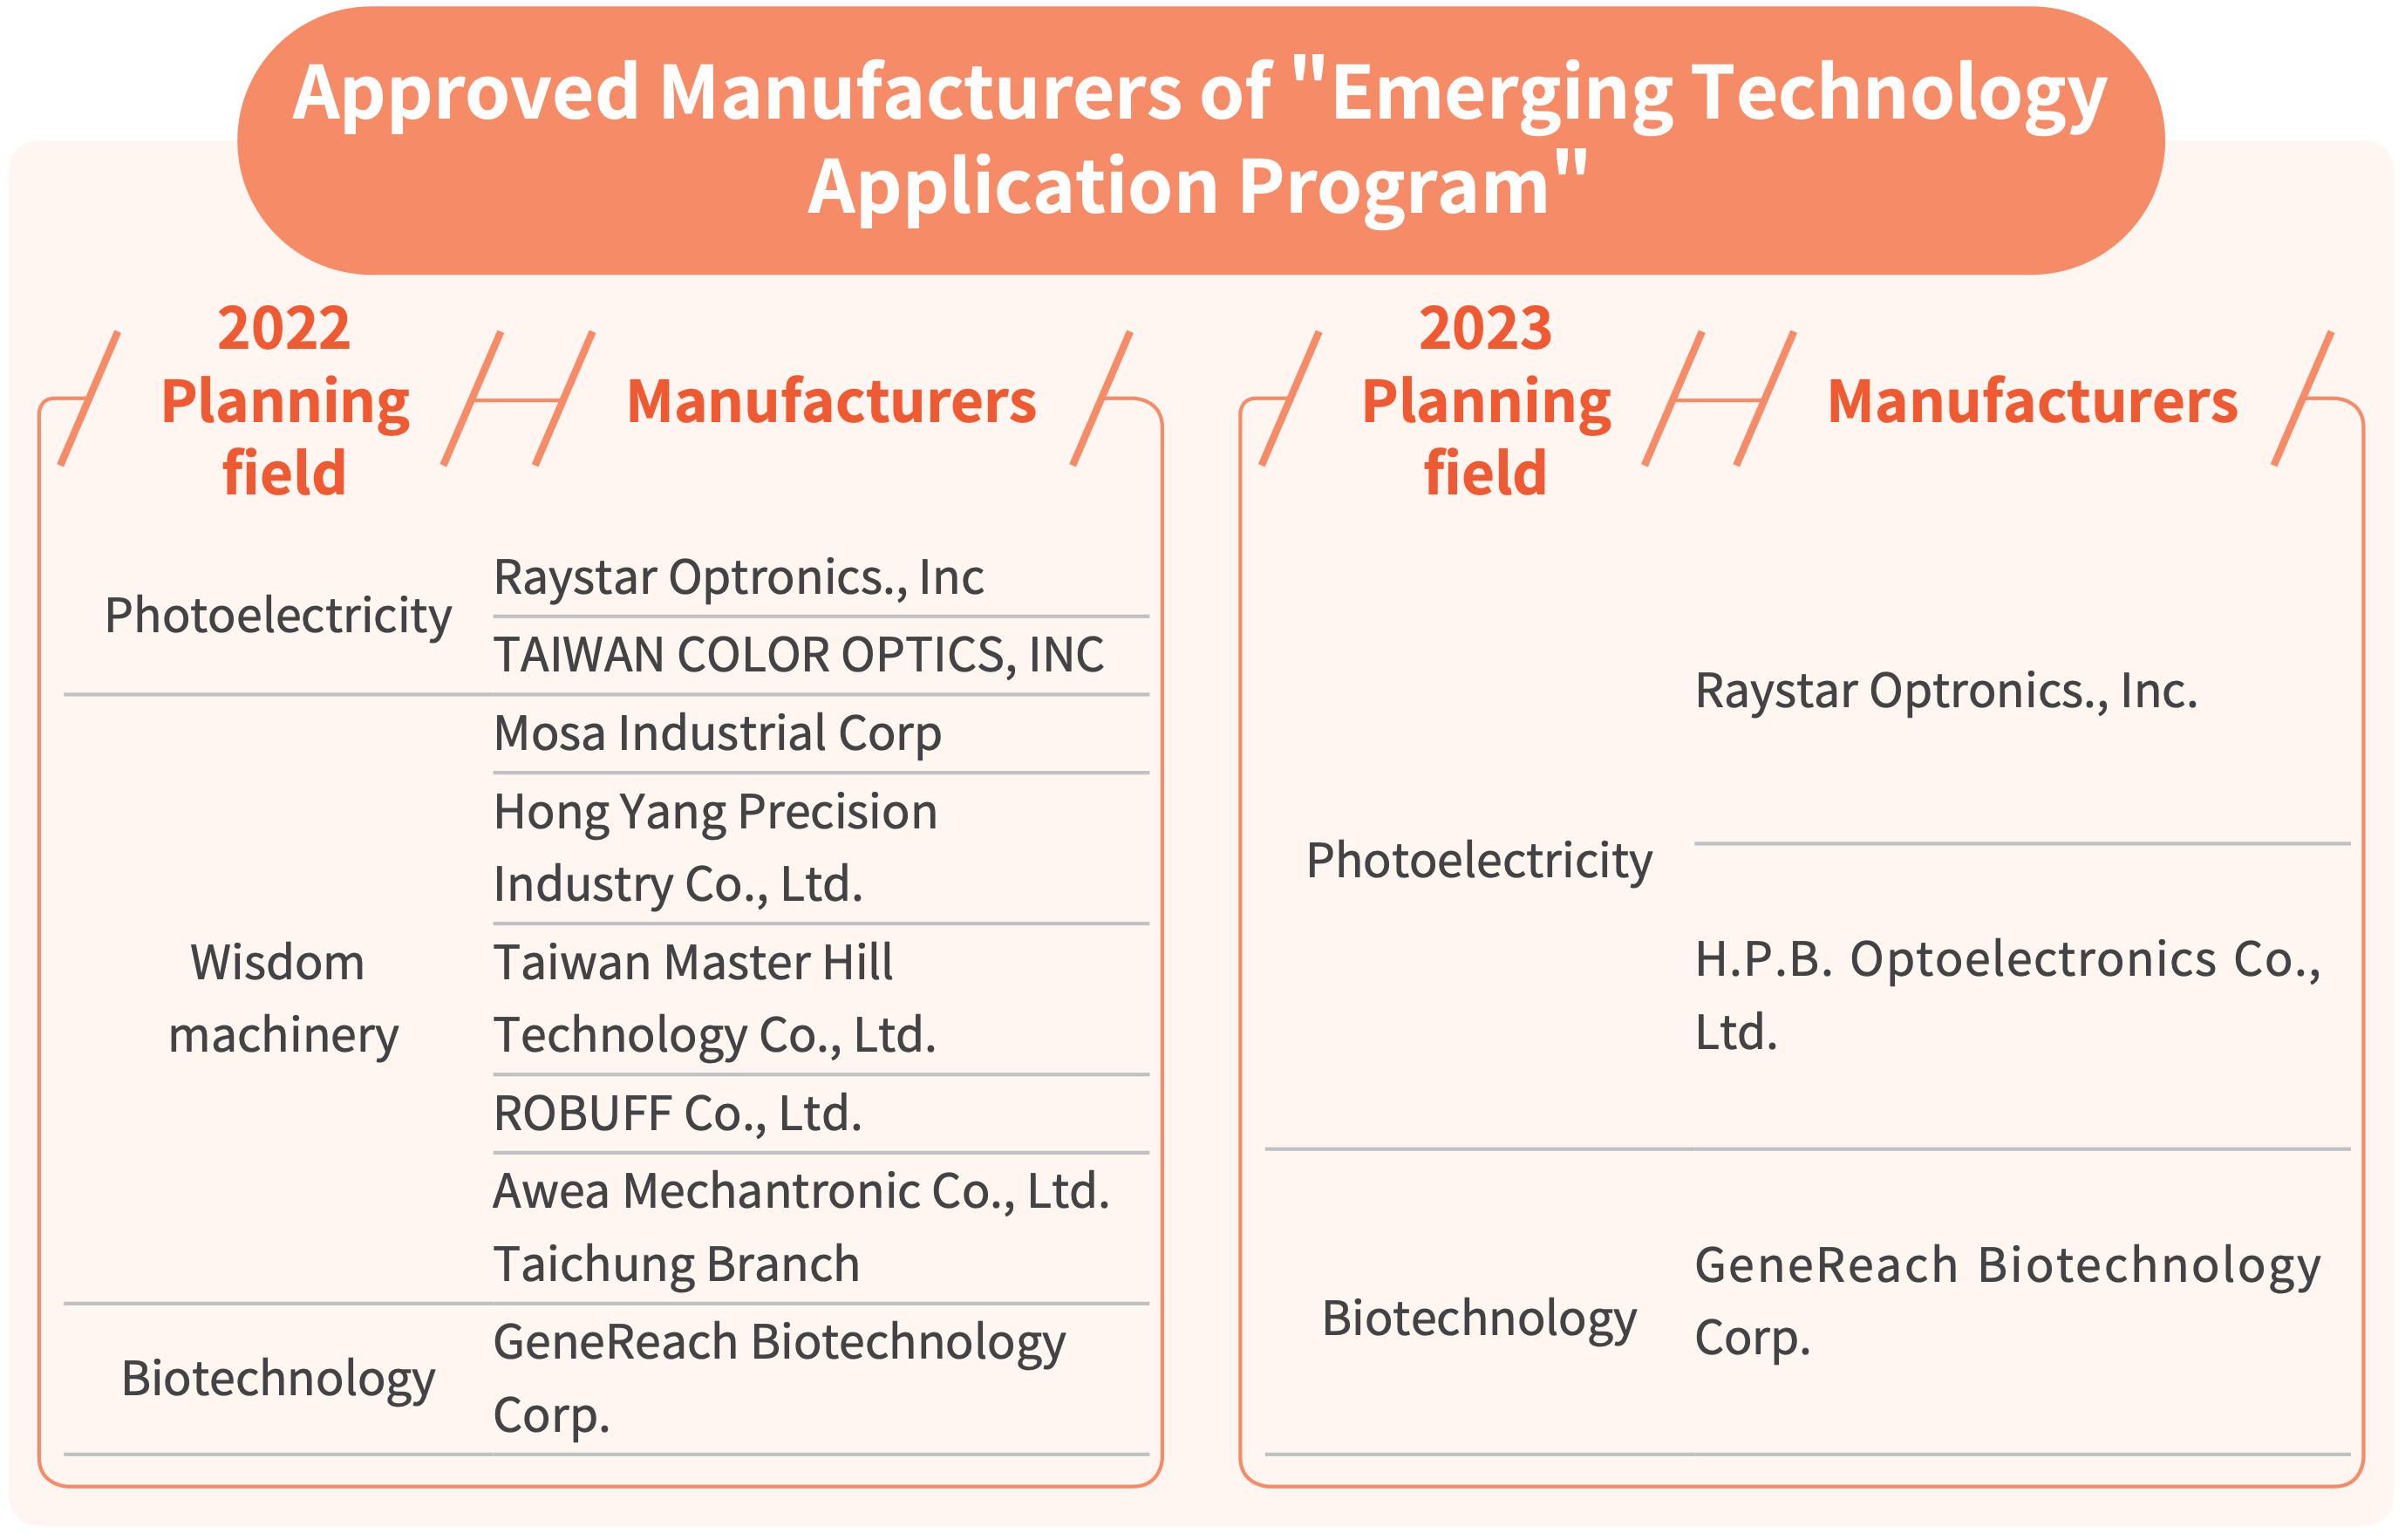 Approved Manufacturers of "Emerging Technology
Application Program"
2022
Planning
field
Manufacturers
Photoelectricity
Raystar Optronics., Inc
TAIWAN COLOR OPTICS, INC
Wisdom
machinery
Mosa Industrial Corp
Hong Yang Precision
Industry Co., Ltd.
Taiwan Master Hill
Technology Co., Ltd.
ROBUFF Co., Ltd.
Awea Mechantronic Co., Ltd.
Taichung Branch
Biotechnology
GeneReach Biotechnology
Corp.
2023
Planning
field
Manufacturers
Photoelectricity
Raystar Optronics., Inc.
H.P.B. Optoelectronics Co.,
Ltd.
Biotechnology
GeneReach Biotechnology
Corp.